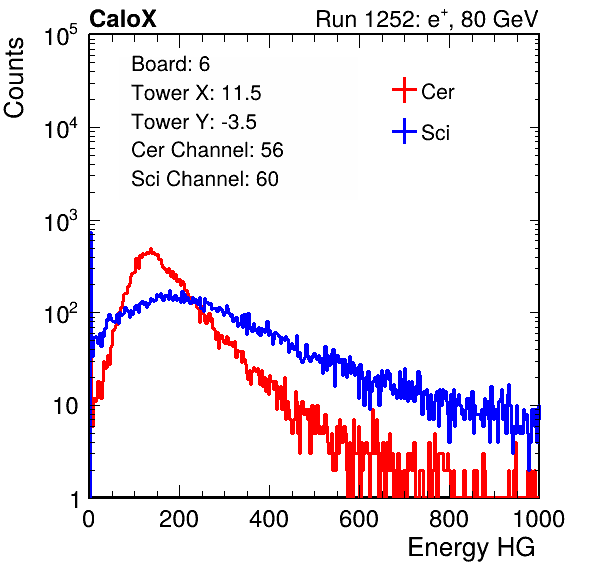 CaloX Run 1252: e⁺, 80 GeV
Counts
Board: 6
Tower X: 11.5
Tower Y: -3.5
Cer Channel: 56
Sci Channel: 60
Cer
Sci
10⁵
10⁴
10³
10²
10
1
0 200 400 600 800 1000
Energy HG